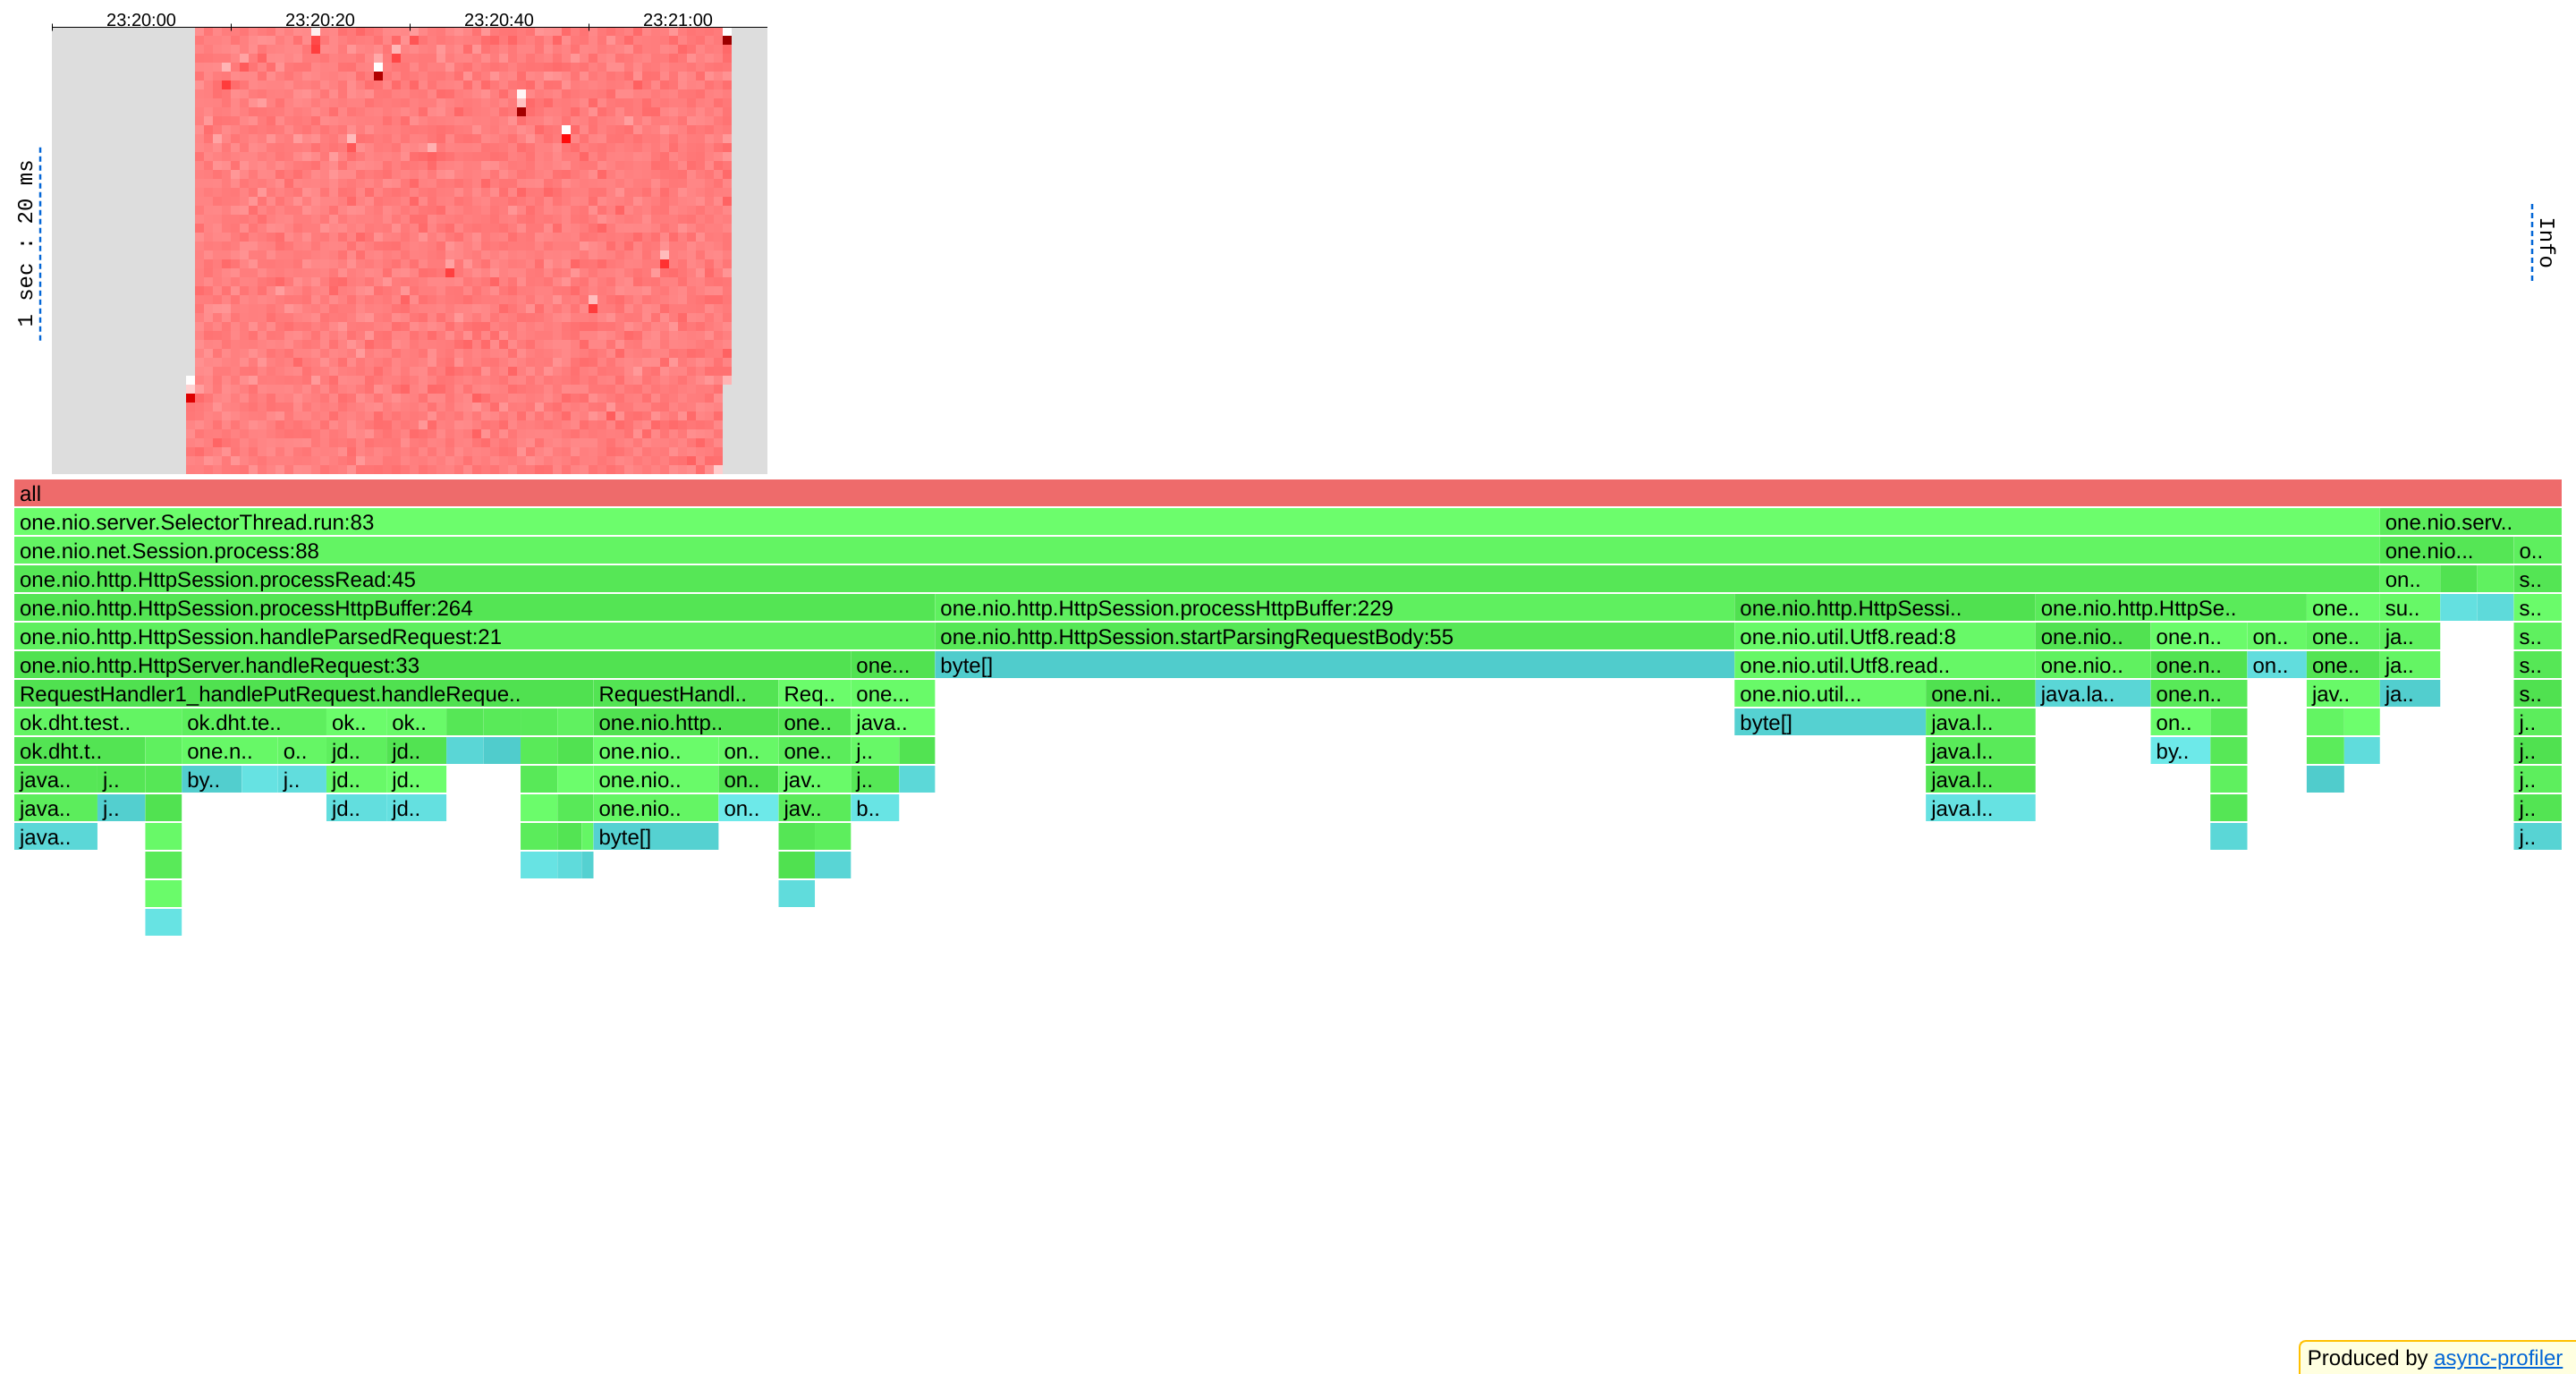 23:20:00 23:20:20 23:20:40 23:21:00
1 sec : 20 ms
Info
all
one.nio.server.SelectorThread.run:83 one.nio.serv..
one.nio.net.Session.process:88 one.nio... o..
one.nio.http.HttpSession.processRead:45 on.. s..
one.nio.http.HttpSession.processHttpBuffer:264 one.nio.http.HttpSession.processHttpBuffer:229 one.nio.http.HttpSessi.. one.nio.http.HttpSe.. one.. su.. s..
one.nio.http.HttpSession.handleParsedRequest:21 one.nio.http.HttpSession.startParsingRequestBody:55 one.nio.util.Utf8.read:8 one.nio.. one.n.. on.. one.. ja.. s..
one.nio.http.HttpServer.handleRequest:33 one... byte[] one.nio.util.Utf8.read.. one.nio.. one.n.. on.. one.. ja.. s..
RequestHandler1_handlePutRequest.handleReque.. RequestHandl.. Req.. one... one.nio.util... one.ni.. java.la.. one.n.. jav.. ja.. s..
ok.dht.test.. ok.dht.te.. ok.. ok.. one.nio.http.. one.. java.. byte[] java.l.. on.. j..
ok.dht.t.. one.n.. o.. jd.. jd.. one.nio.. on.. one.. j.. java.l.. by.. j..
java.. j.. by.. j.. jd.. jd.. one.nio.. on.. jav.. j.. java.l.. j..
java.. j.. jd.. jd.. one.nio.. on.. jav.. b.. java.l.. j..
java.. byte[] j..
Produced by async-profiler